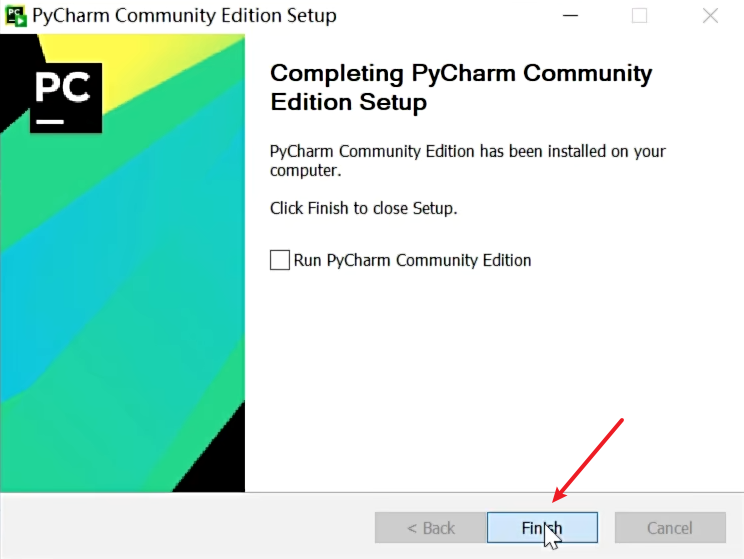 PC PyCharm Community Edition Setup
PC
Completing PyCharm Community
Edition Setup
PyCharm Community Edition has been installed on your
computer.
Click Finish to close Setup.
Run PyCharm Community Edition
< Back
Finish
Cancel